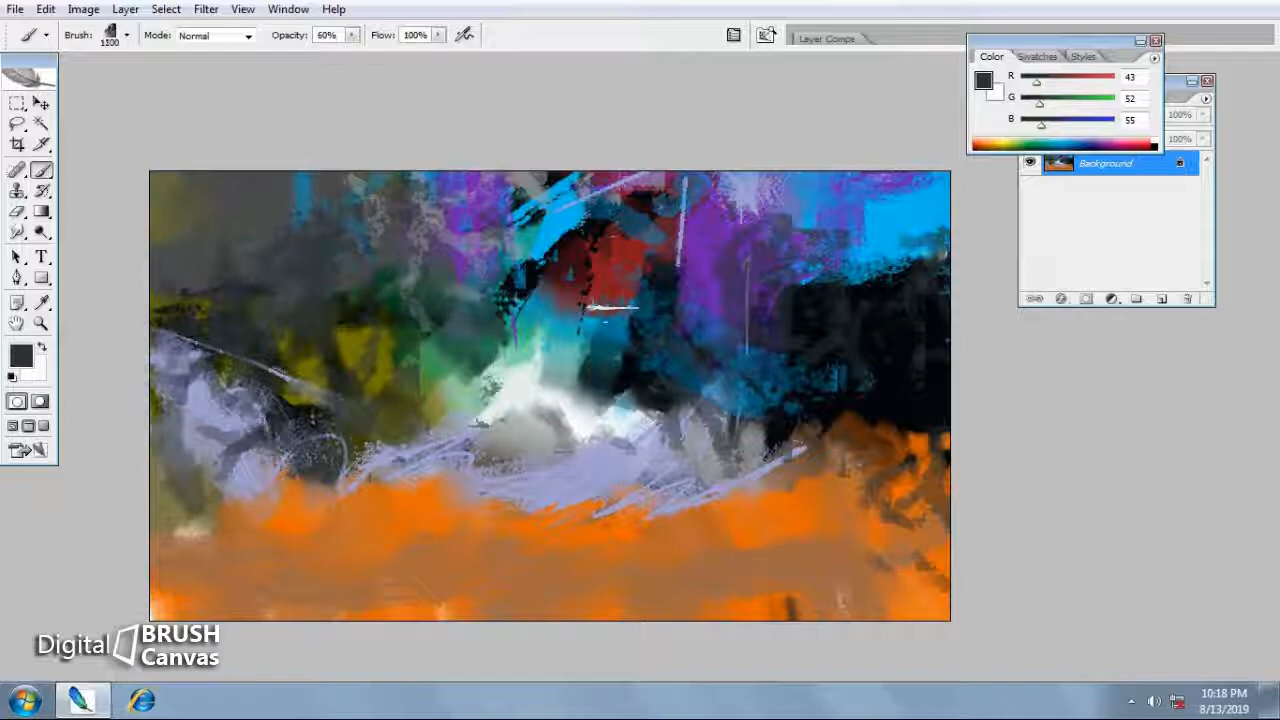 File Edit Image Layer Select Filter View Window Help
Brush: 1100 Mode: Normal Opacity: 60% Flow: 100% Layer Comps
Color Swatches Styles
R 43
G 52
B 55
100%
100%
Background
T
Digital BRUSH Canvas
10:18 PM
8/13/2019